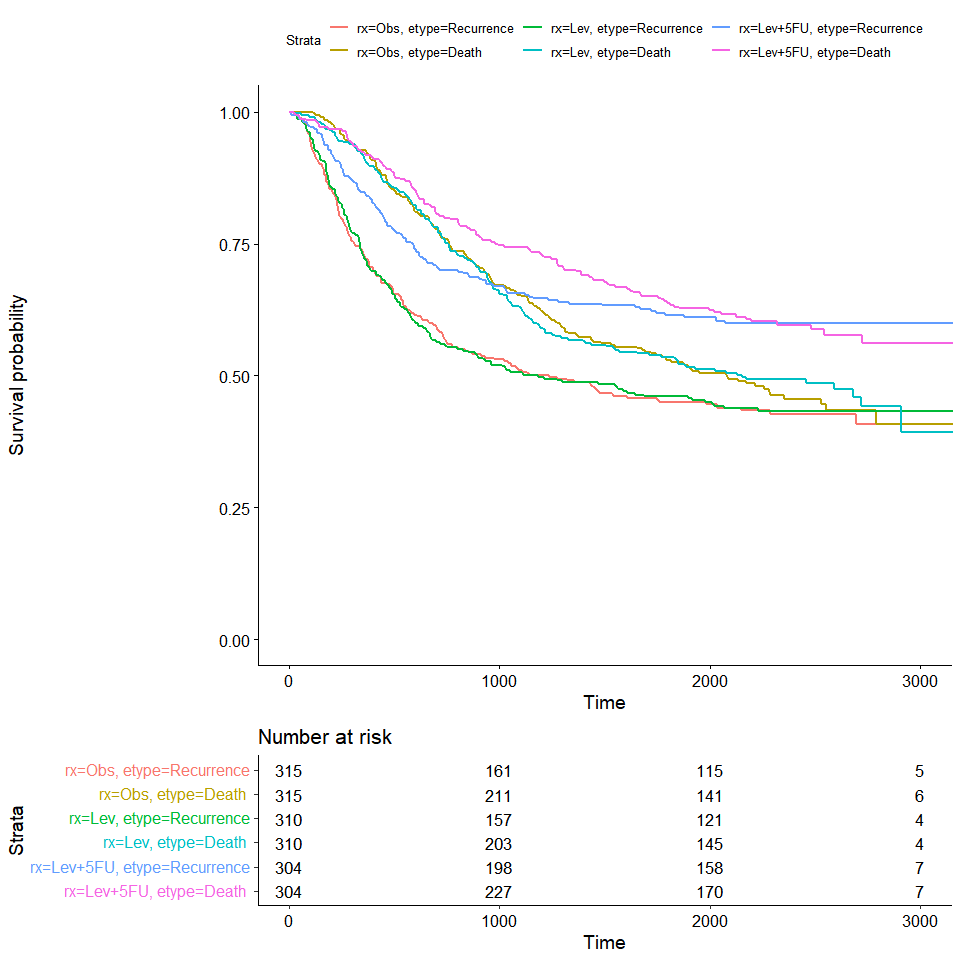 Strata
rx=Obs, etype=Recurrence rx=Lev, etype=Recurrence rx=Lev+5FU, etype=Recurrence
rx=Obs, etype=Death rx=Lev, etype=Death rx=Lev+5FU, etype=Death
Survival probability
1.00
0.75
0.50
0.25
0.00
0 1000 2000 3000
Time
Number at risk
Strata
rx=Obs, etype=Recurrence 315 161 115 5
rx=Obs, etype=Death 315 211 141 6
rx=Lev, etype=Recurrence 310 157 121 4
rx=Lev, etype=Death 310 203 145 4
rx=Lev+5FU, etype=Recurrence 304 198 158 7
rx=Lev+5FU, etype=Death 304 227 170 7
0 1000 2000 3000
Time